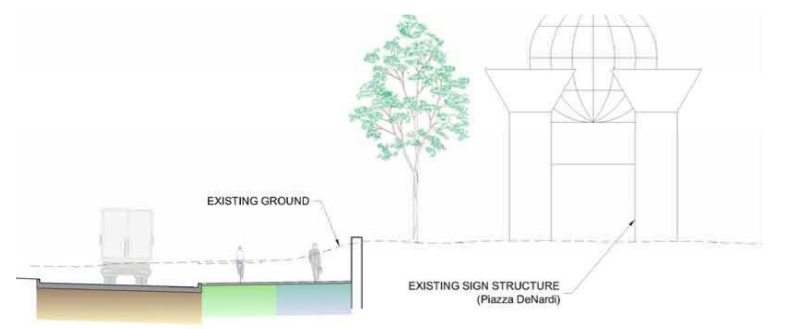 EXISTING GROUND
EXISTING SIGN STRUCTURE
(Piazza DeNardi)